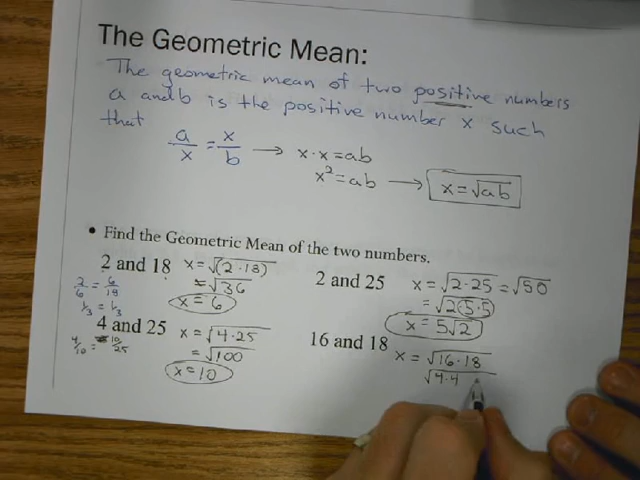 The Geometric Mean:
The geometric mean of two positive numbers
a and b is the positive number x such
that
a/x = x/b → x·x = ab
x² = ab → x = √ab
• Find the Geometric Mean of the two numbers.
2 and 18 x = √(2·18)
= √36
x = 6
2/6 = 6/18
1/3 = 1/3
2 and 25 x = √2·25 = √50
= √2(5·5)
x = 5√2
4 and 25 x = √4·25
= √100
x = 10
4/10 = 10/25
16 and 18 x = √16·18
√4·4